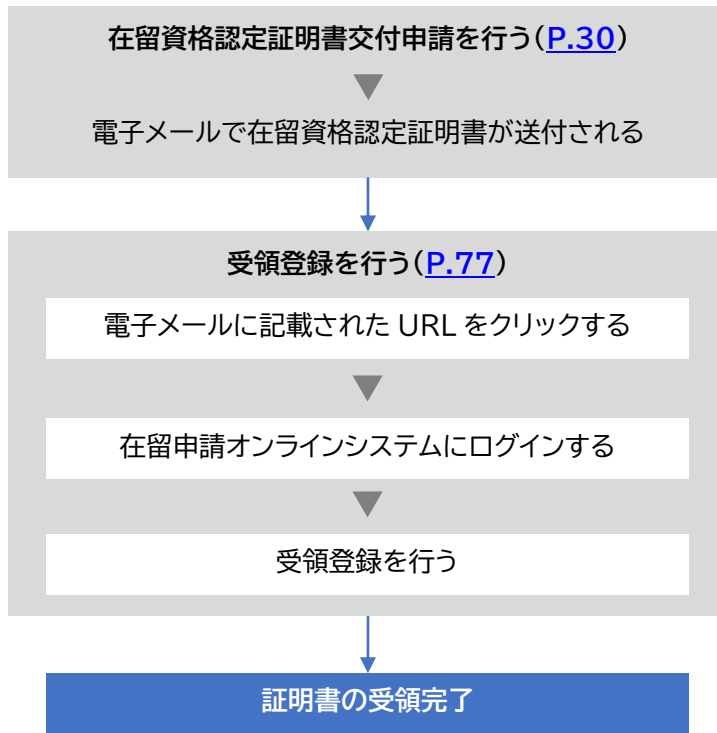 在留資格認定証明書交付申請を行う(P.30)
電子メールで在留資格認定証明書が送付される
受領登録を行う(P.77)
電子メールに記載された URL をクリックする
在留申請オンラインシステムにログインする
受領登録を行う
証明書の受領完了